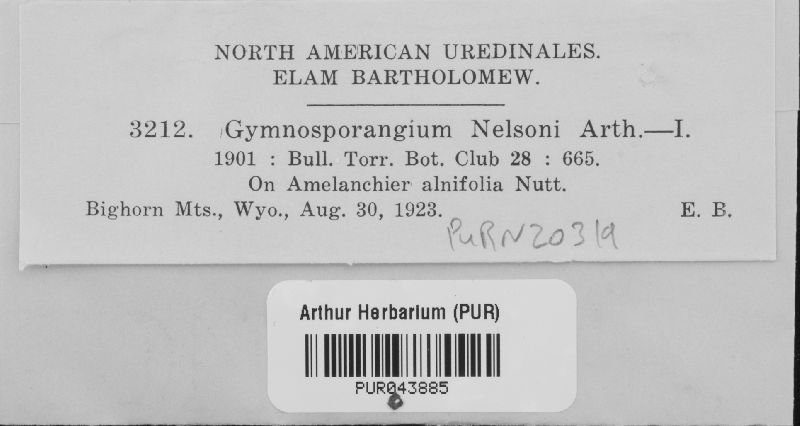 NORTH AMERICAN UREDINALES.
ELAM BARTHOLOMEW.
3212. Gymnosporangium Nelsoni Arth.—I.
1901 : Bull. Torr. Bot. Club 28 : 665.
On Amelanchier alnifolia Nutt.
Bighorn Mts., Wyo., Aug. 30, 1923. E. B.
PURN20319
Arthur Herbarium (PUR)
PUR043885